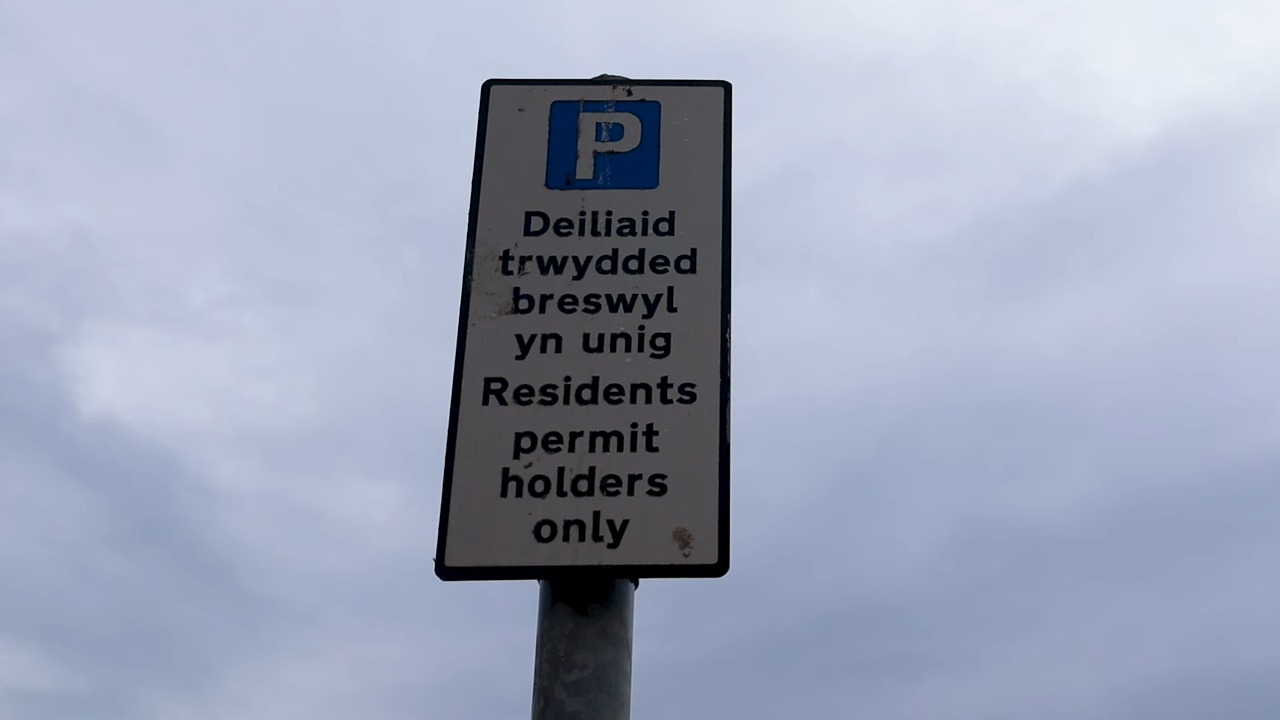 P
Deiliaid
trwydded
breswyl
yn unig
Residents
permit
holders
only